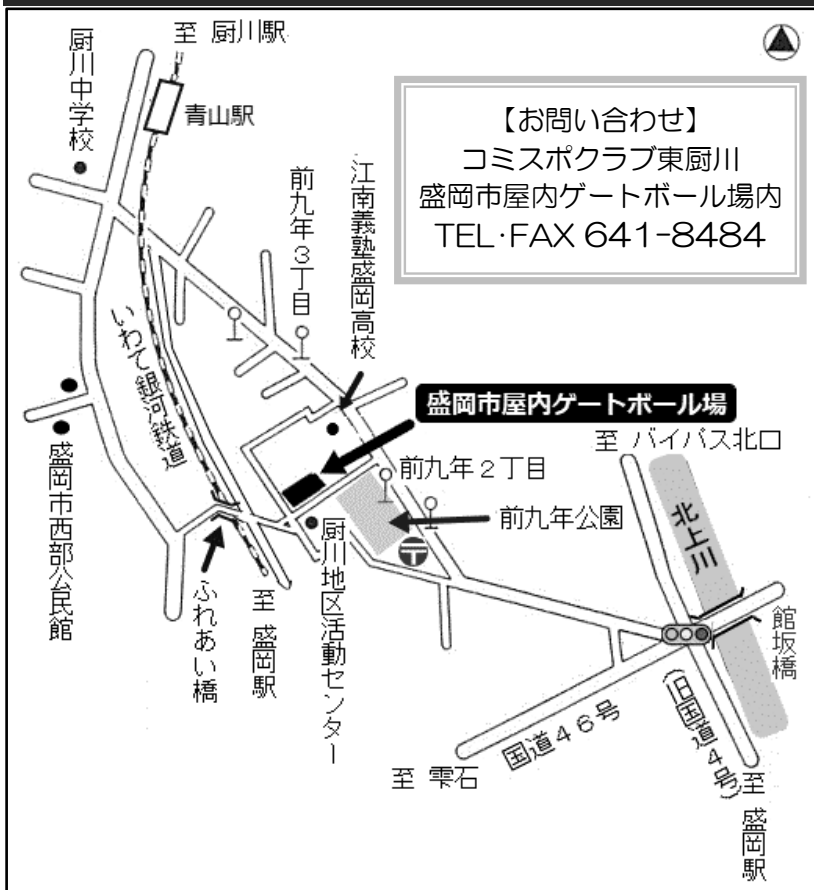 至 厨川駅
厨川中学校
青山駅
【お問い合わせ】
コミスポクラブ東厨川
盛岡市屋内ゲートボール場内
TEL･FAX 641-8484
前九年３丁目
江南義塾盛岡高校
いわて銀河鉄道
盛岡市屋内ゲートボール場
至 バイパス北口
前九年２丁目
前九年公園
北上川
盛岡市西部公民館
ふれあい橋
至 盛岡駅
厨川地区活動センター
館坂橋
国道４６号
(旧国道４号)
至 雫石
至 盛岡駅